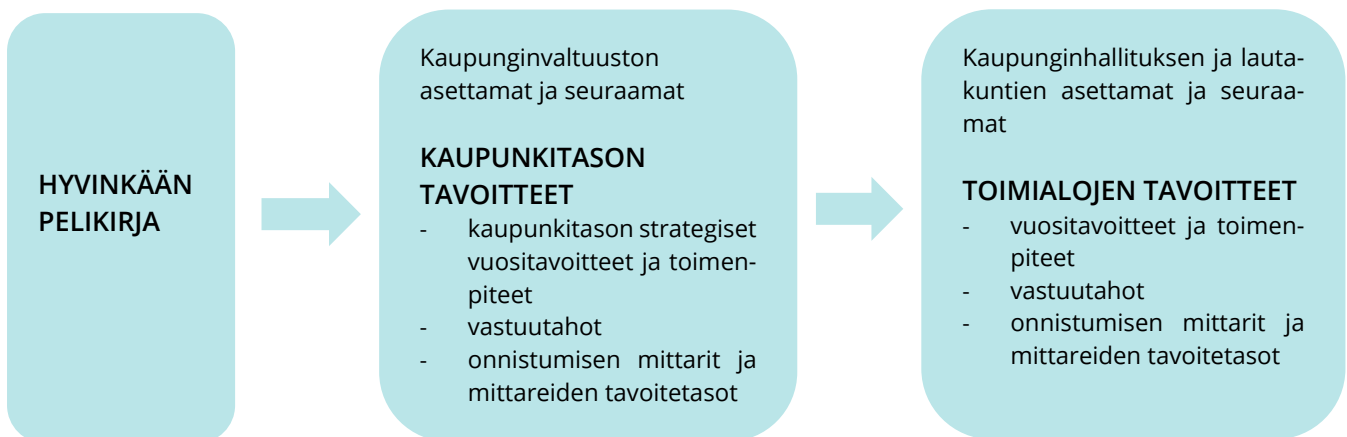 HYVINKÄÄN
PELIKIRJA
Kaupunginvaltuuston
asettamat ja seuraamat
KAUPUNKITASON
TAVOITTEET
- kaupunkitason strategiset
vuositavoitteet ja toimen-
piteet
- vastuutahot
- onnistumisen mittarit ja
mittareiden tavoitetasot
Kaupunginhallituksen ja lauta-
kuntien asettamat ja seuraa-
mat
TOIMIALOJEN TAVOITTEET
- vuositavoitteet ja toimen-
piteet
- vastuutahot
- onnistumisen mittarit ja
mittareiden tavoitetasot